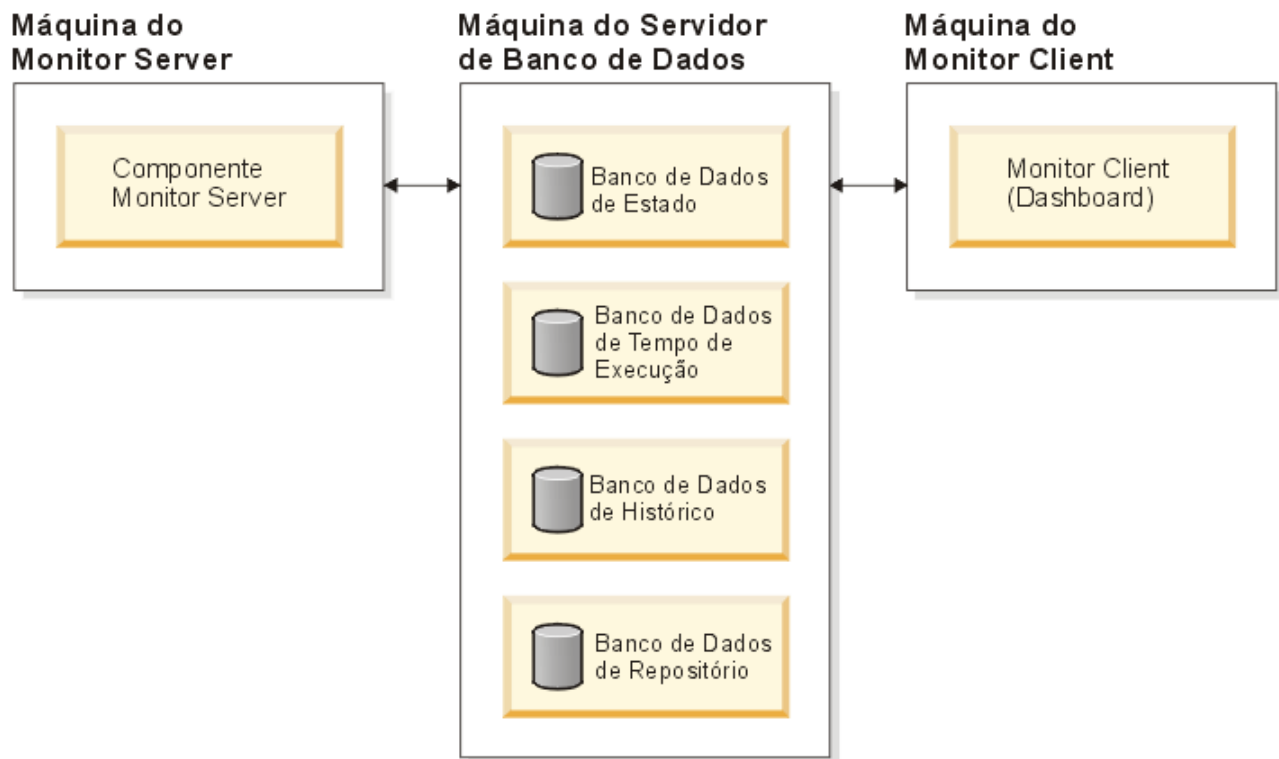 Máquina do
Monitor Server
Máquina do Servidor
de Banco de Dados
Máquina do
Monitor Client
Componente
Monitor Server
Banco de Dados
de Estado
Monitor Client
(Dashboard)
Banco de Dados
de Tempo de
Execução
Banco de Dados
de Histórico
Banco de Dados
de Repositório